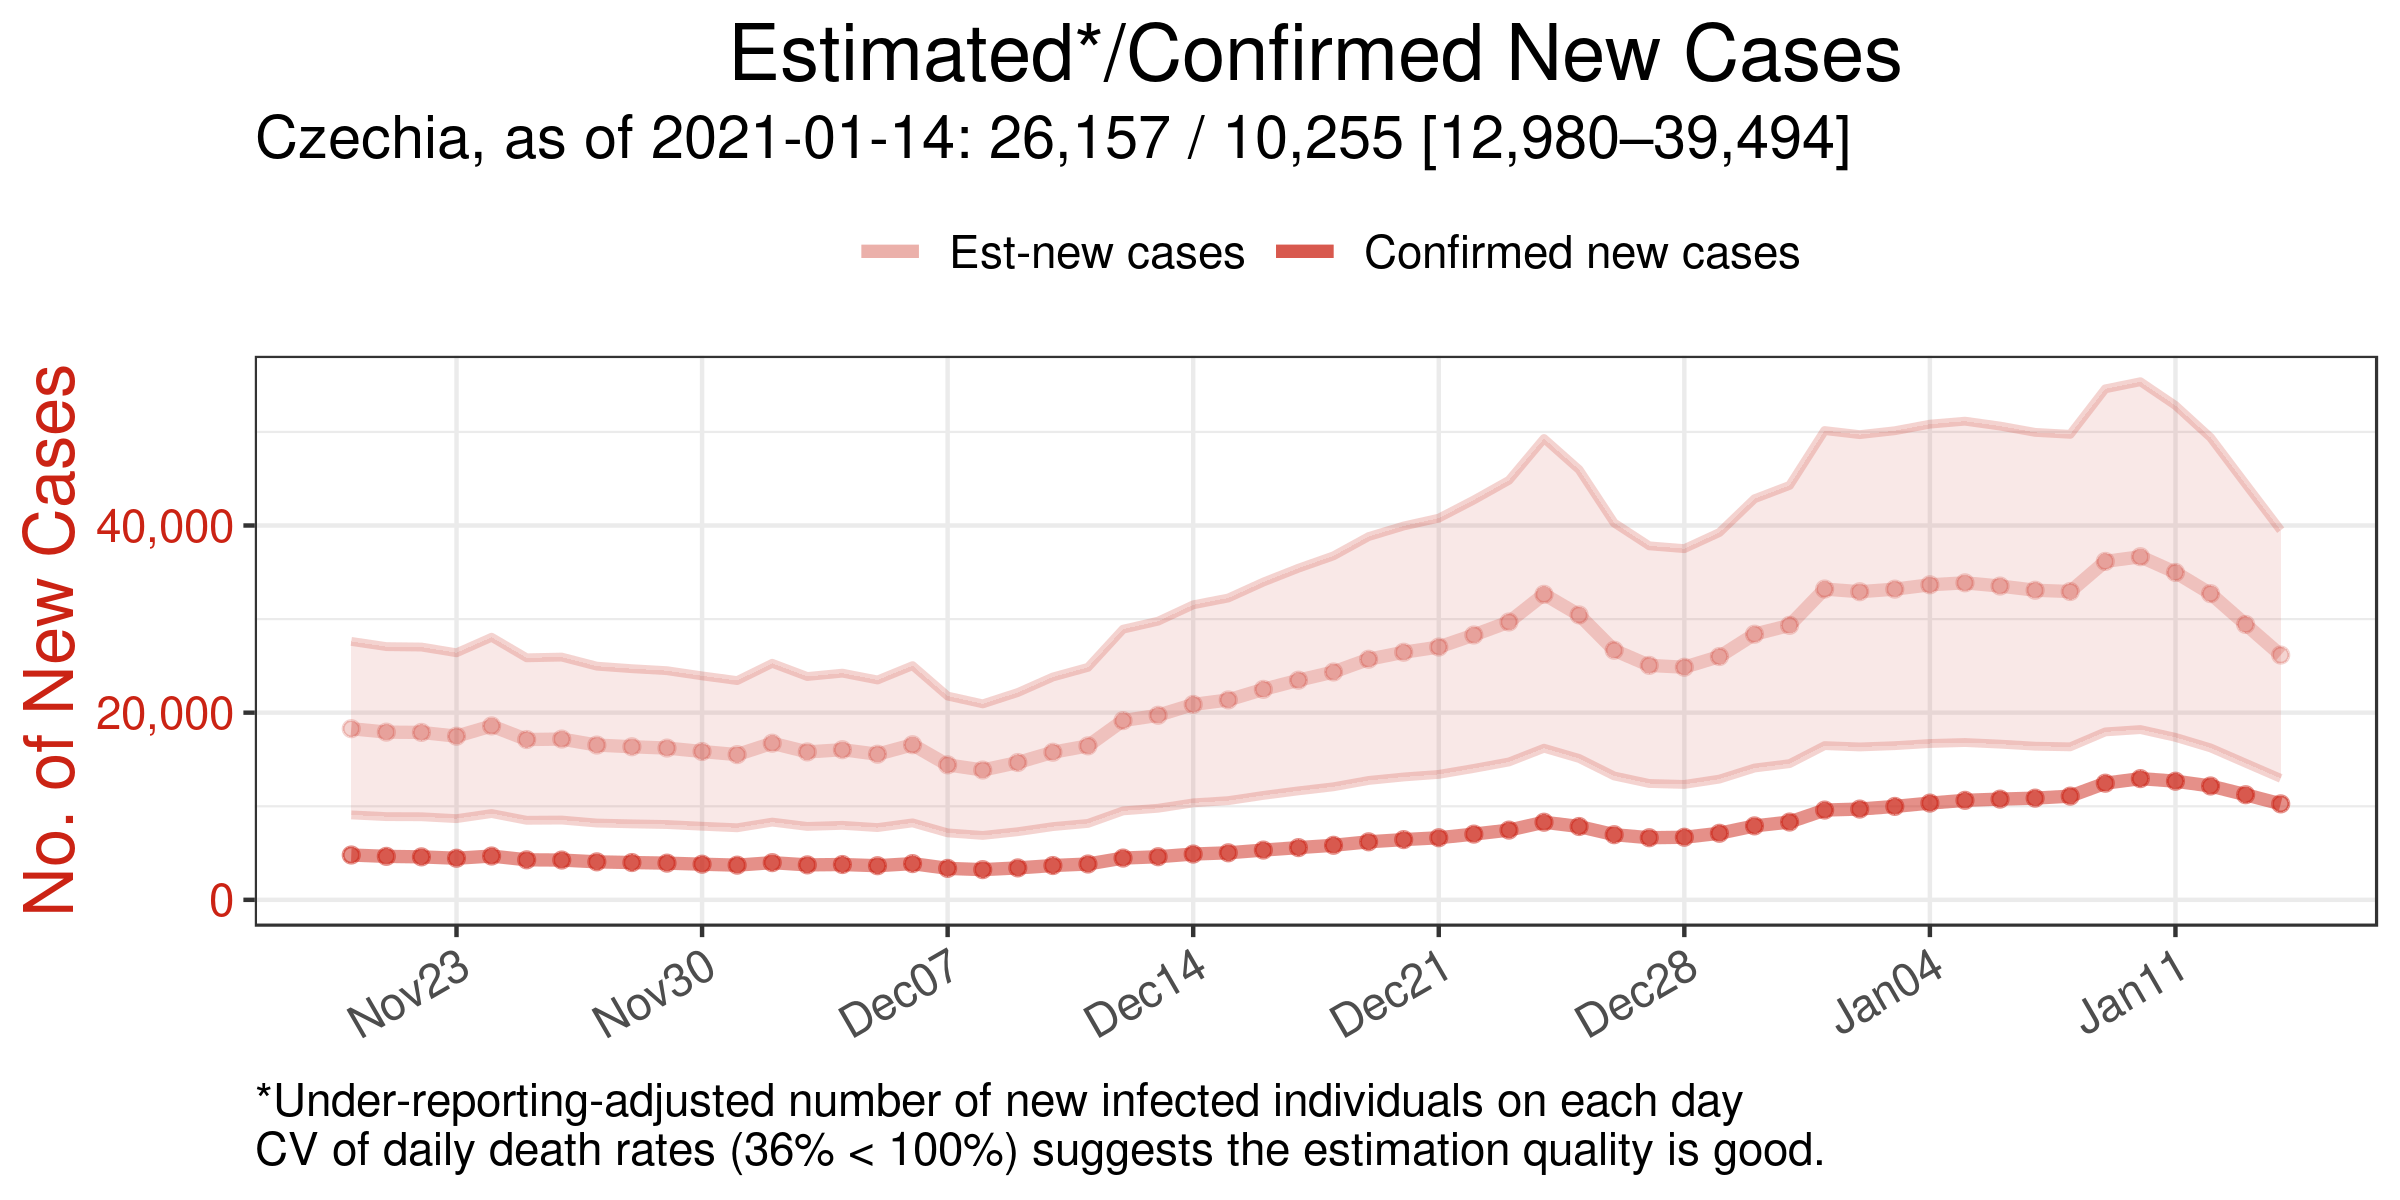 Estimated*/Confirmed New Cases
Czechia, as of 2021-01-14: 26,157 / 10,255 [12,980–39,494]
Est-new cases
Confirmed new cases
No. of New Cases
40,000
20,000
0
Nov23
Nov30
Dec07
Dec14
Dec21
Dec28
Jan04
Jan11
*Under-reporting-adjusted number of new infected individuals on each day
CV of daily death rates (36% < 100%) suggests the estimation quality is good.